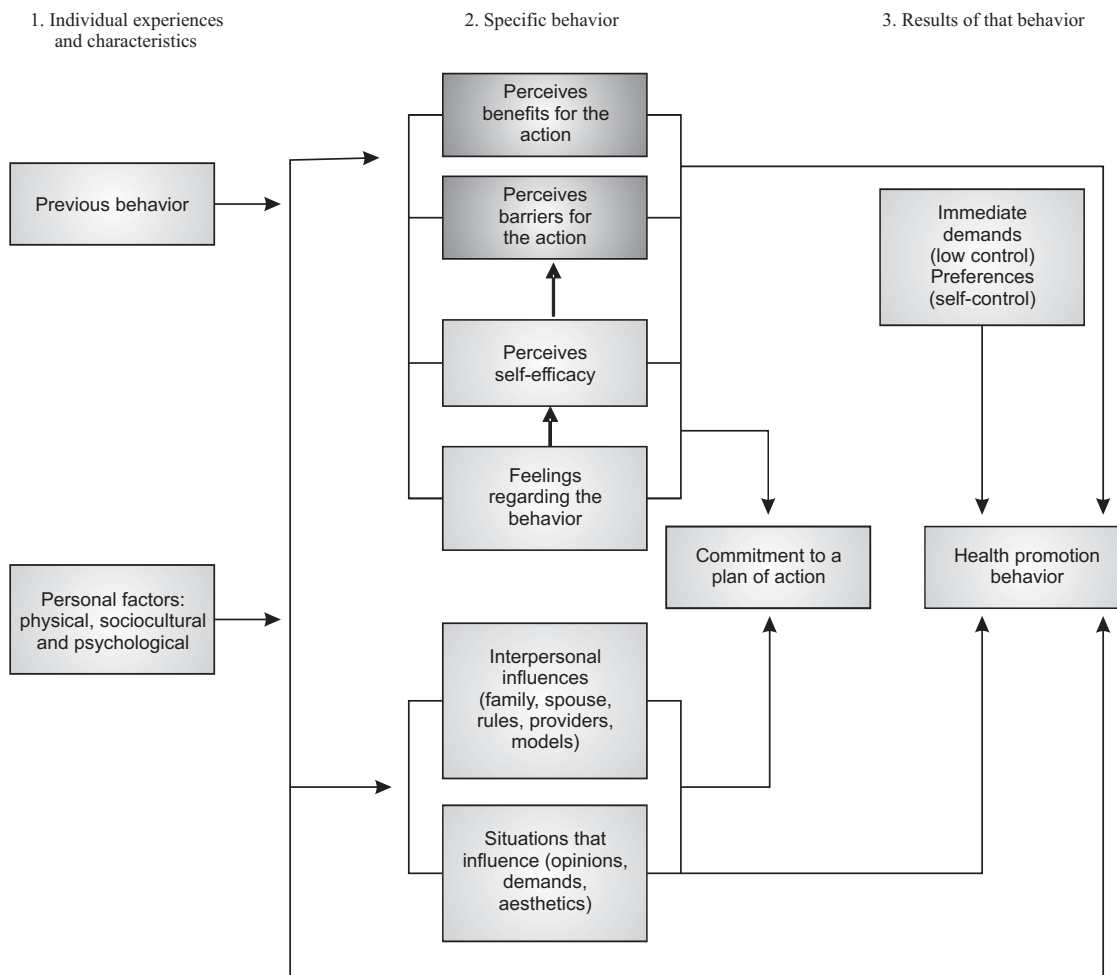 1. Individual experiences
and characteristics
2. Specific behavior
3. Results of that behavior
Perceives
benefits for the
action
Previous behavior
Perceives
barriers for
the action
Immediate
demands
(low control)
Preferences
(self-control)
Perceives
self-efficacy
Feelings
regarding the
behavior
Commitment to a
plan of action
Health promotion
behavior
Personal factors:
physical, sociocultural
and psychological
Interpersonal
influences
(family, spouse,
rules, providers,
models)
Situations that
influence (opinions,
demands,
aesthetics)